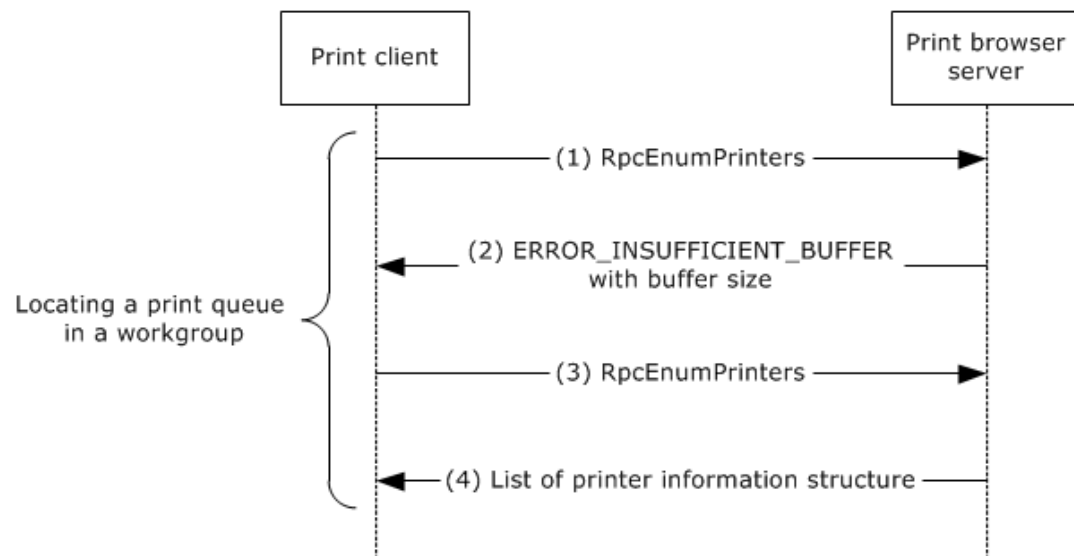 Print client
Print browser
server
(1) RpcEnumPrinters
(2) ERROR_INSUFFICIENT_BUFFER
with buffer size
Locating a print queue
in a workgroup
(3) RpcEnumPrinters
(4) List of printer information structure